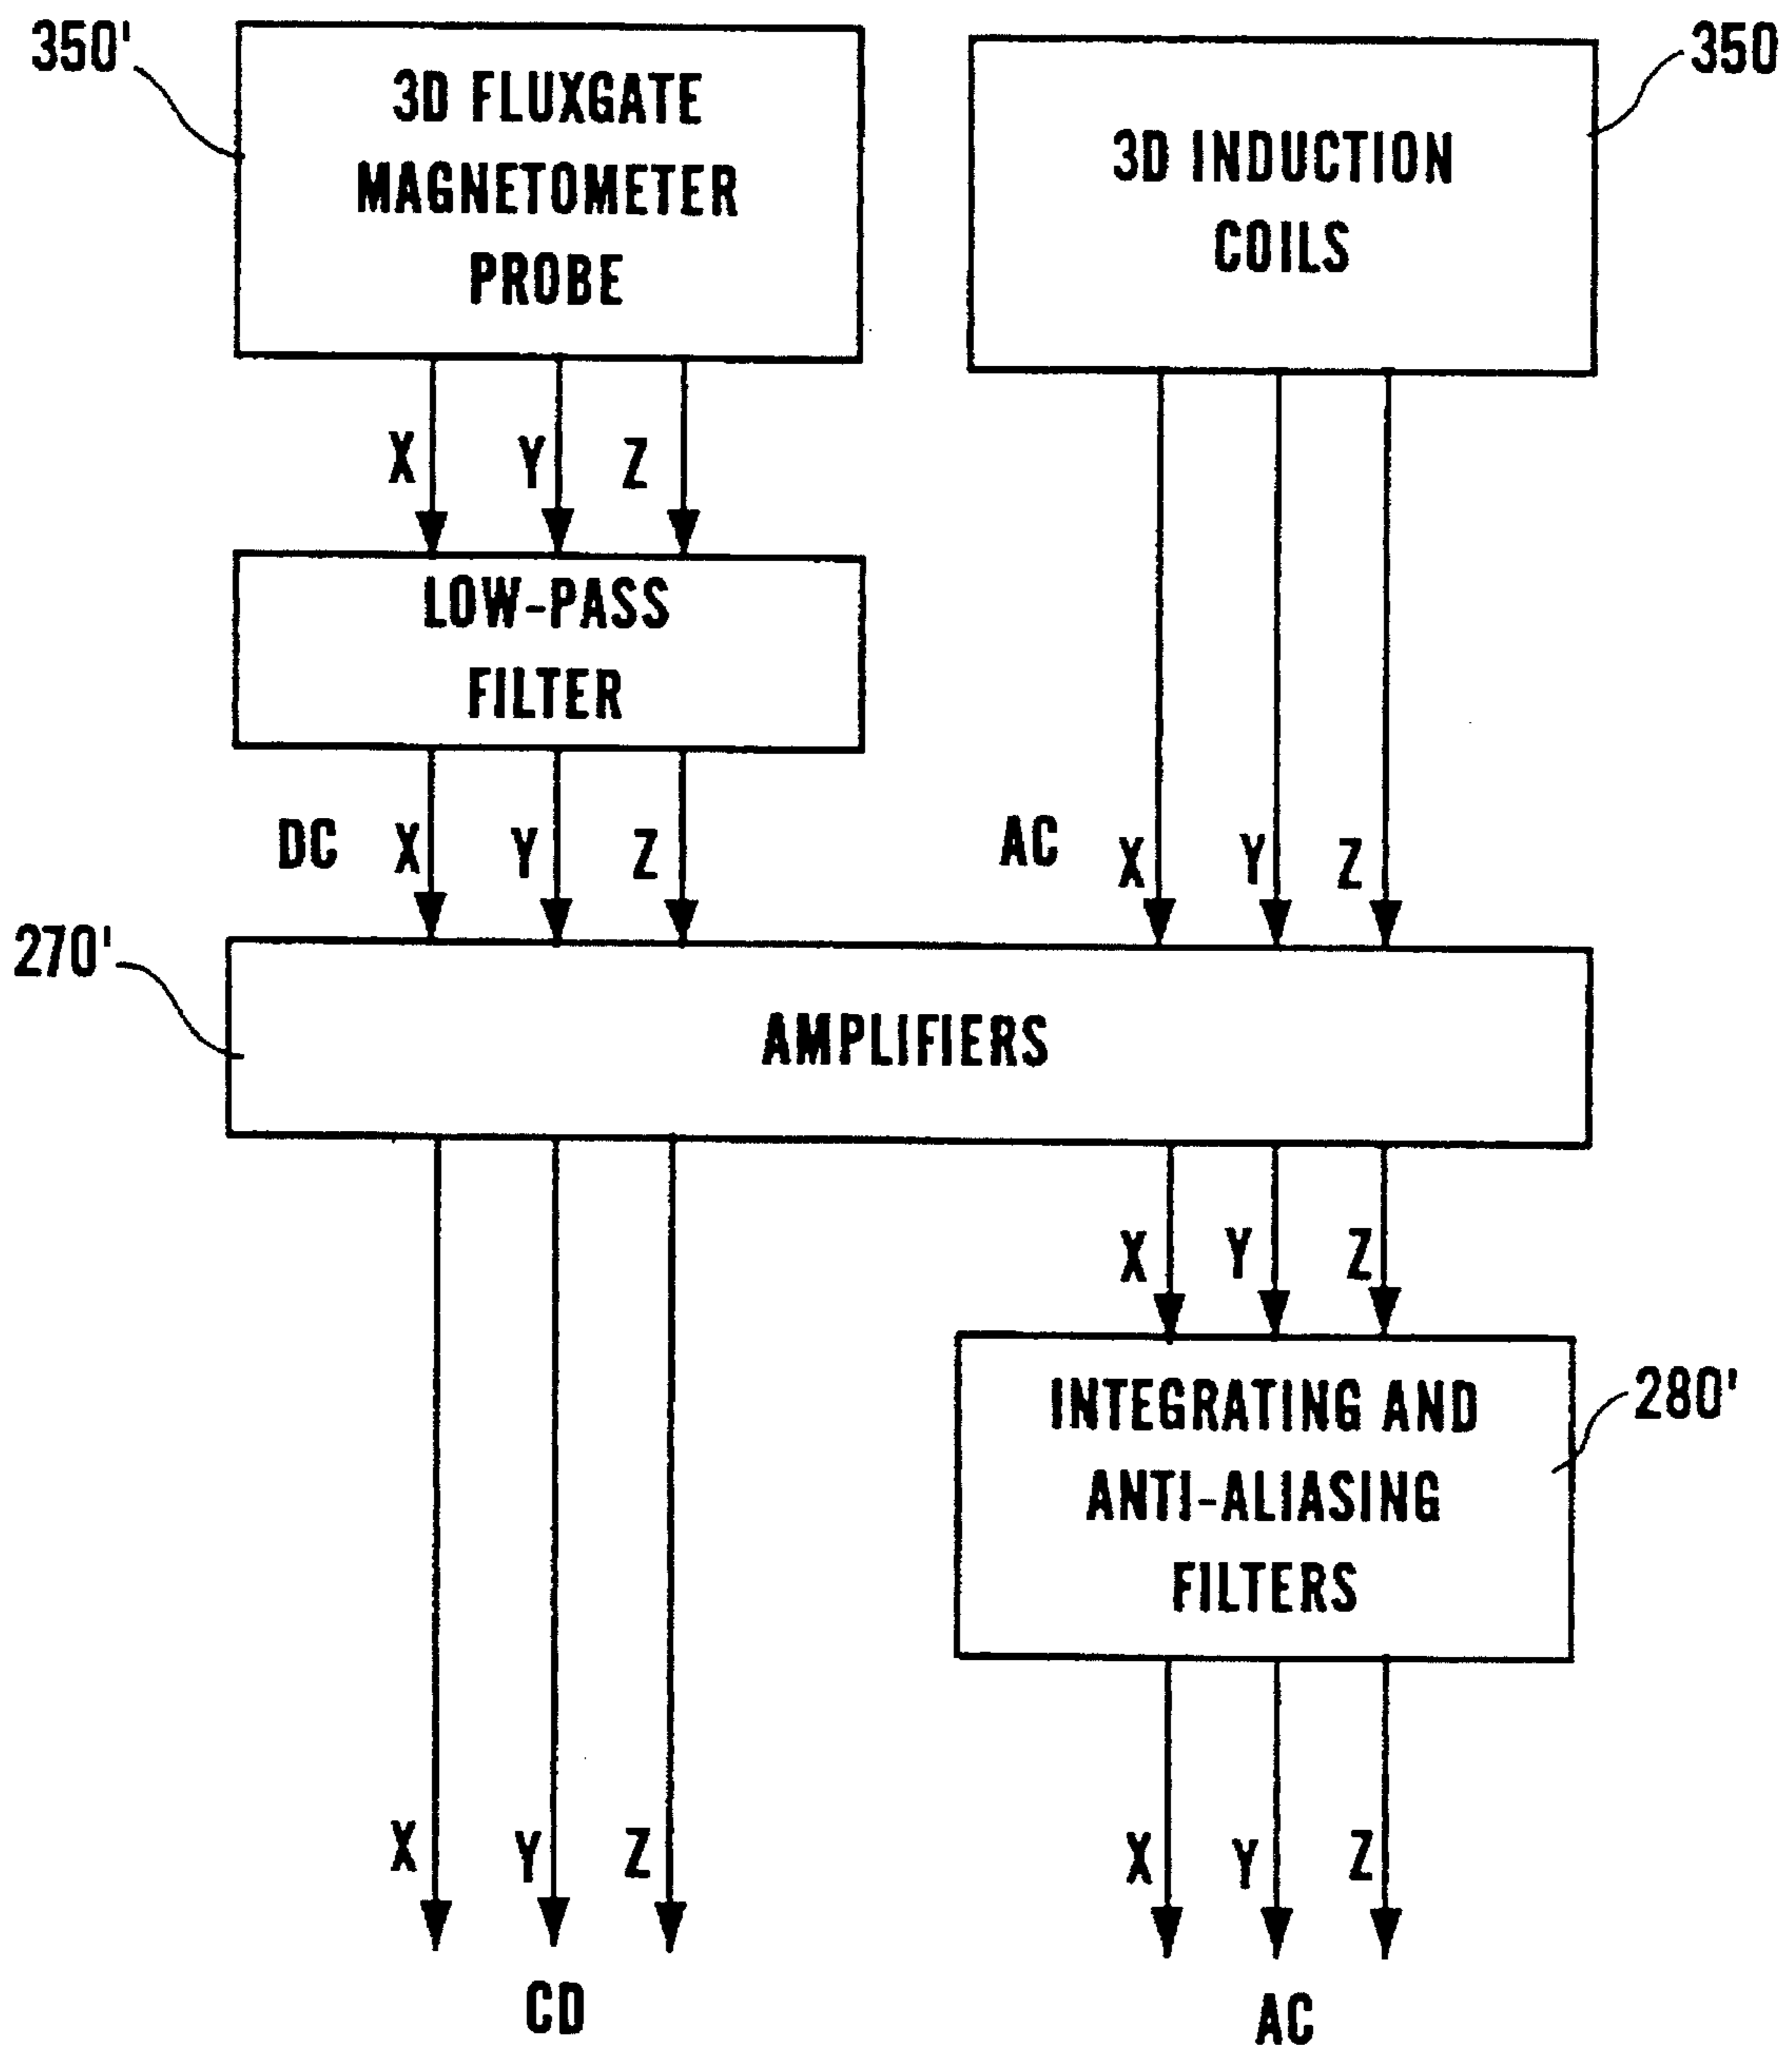 350'
3D FLUXGATE
MAGNETOMETER
PROBE
3D INDUCTION
COILS
350
X Y Z
LOW-PASS
FILTER
DC X Y Z
AC X Y Z
270'
AMPLIFIERS
X Y Z
INTEGRATING AND
ANTI-ALIASING
FILTERS
280'
X Y Z
X Y Z
CD
AC